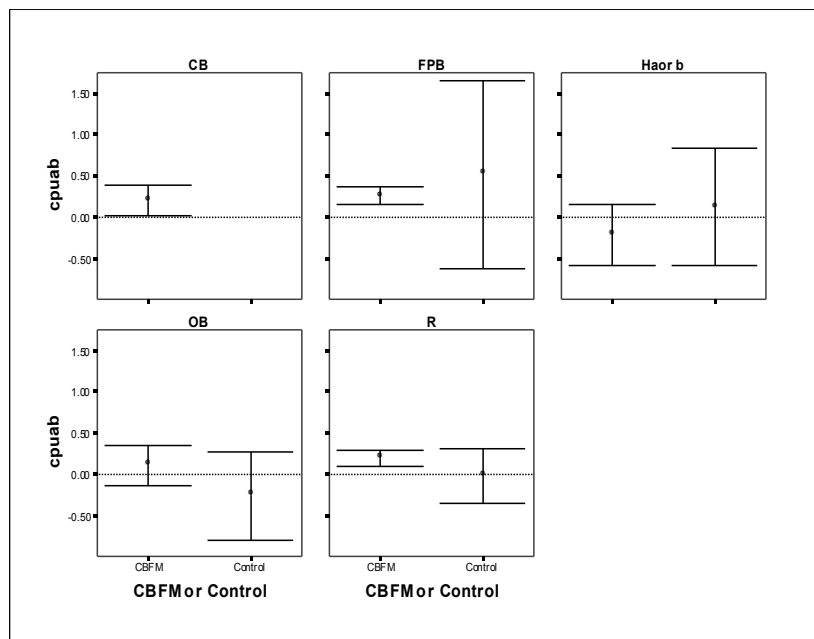 CB FPB Haor b
1.50
1.00
0.50
0.00
-0.50
cpuab
OB R
1.50
1.00
0.50
0.00
-0.50
cpuab
CBFM Control CBFM Control
CBFM or Control CBFM or Control